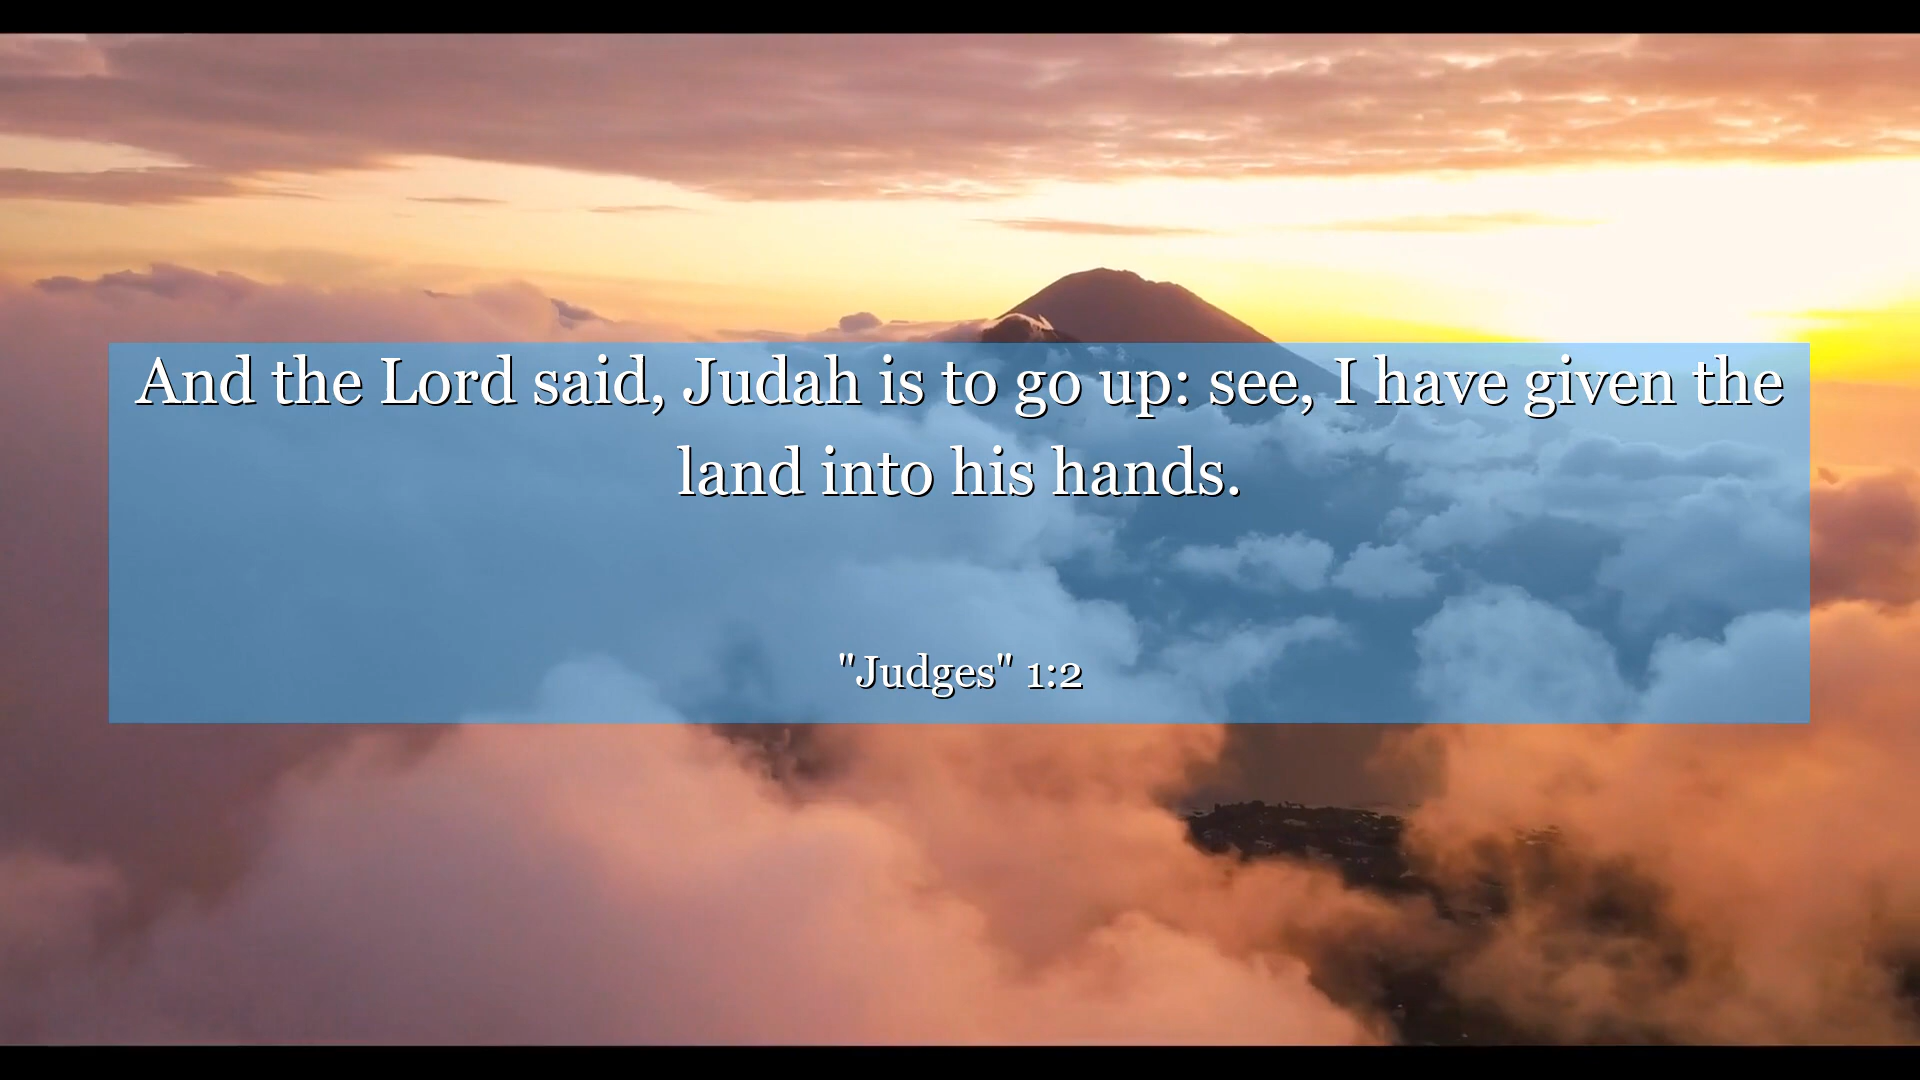 And the Lord said, Judah is to go up: see, I have given the
land into his hands.
"Judges" 1:2